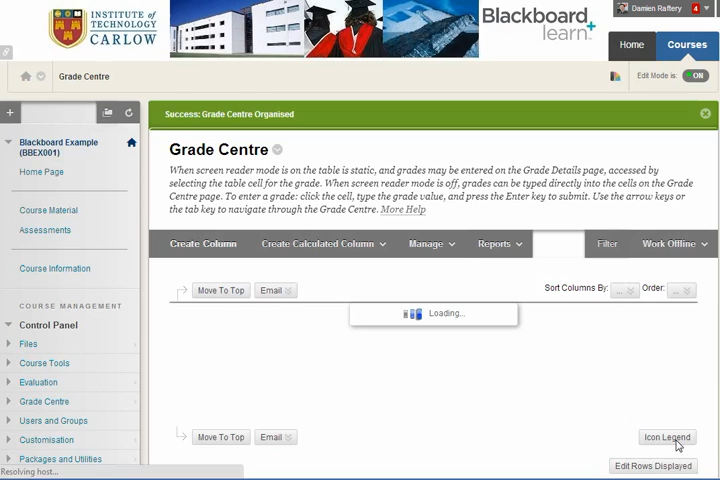 INSTITUTE of
TECHNOLOGY
CARLOW
Blackboard
learn+
Damien Raftery 4
Home Courses
Grade Centre
Edit Mode is: ON
Success: Grade Centre Organised
Blackboard Example
(BBEX001)
Home Page
Course Material
Assessments
Course Information
COURSE MANAGEMENT
Control Panel
Files
Course Tools
Evaluation
Grade Centre
Users and Groups
Customisation
Packages and Utilities
Resolving host...
Grade Centre
When screen reader mode is on the table is static, and grades may be entered on the Grade Details page, accessed by
selecting the table cell for the grade. When screen reader mode is off, grades can be typed directly into the cells on the Grade
Centre page. To enter a grade: click the cell, type the grade value, and press the Enter key to submit. Use the arrow keys or
the tab key to navigate through the Grade Centre. More Help
Create Column Create Calculated Column Manage Reports Filter Work Offline
Move To Top Email Sort Columns By: ... Order: ...
Loading...
Move To Top Email Icon Legend
Edit Rows Displayed